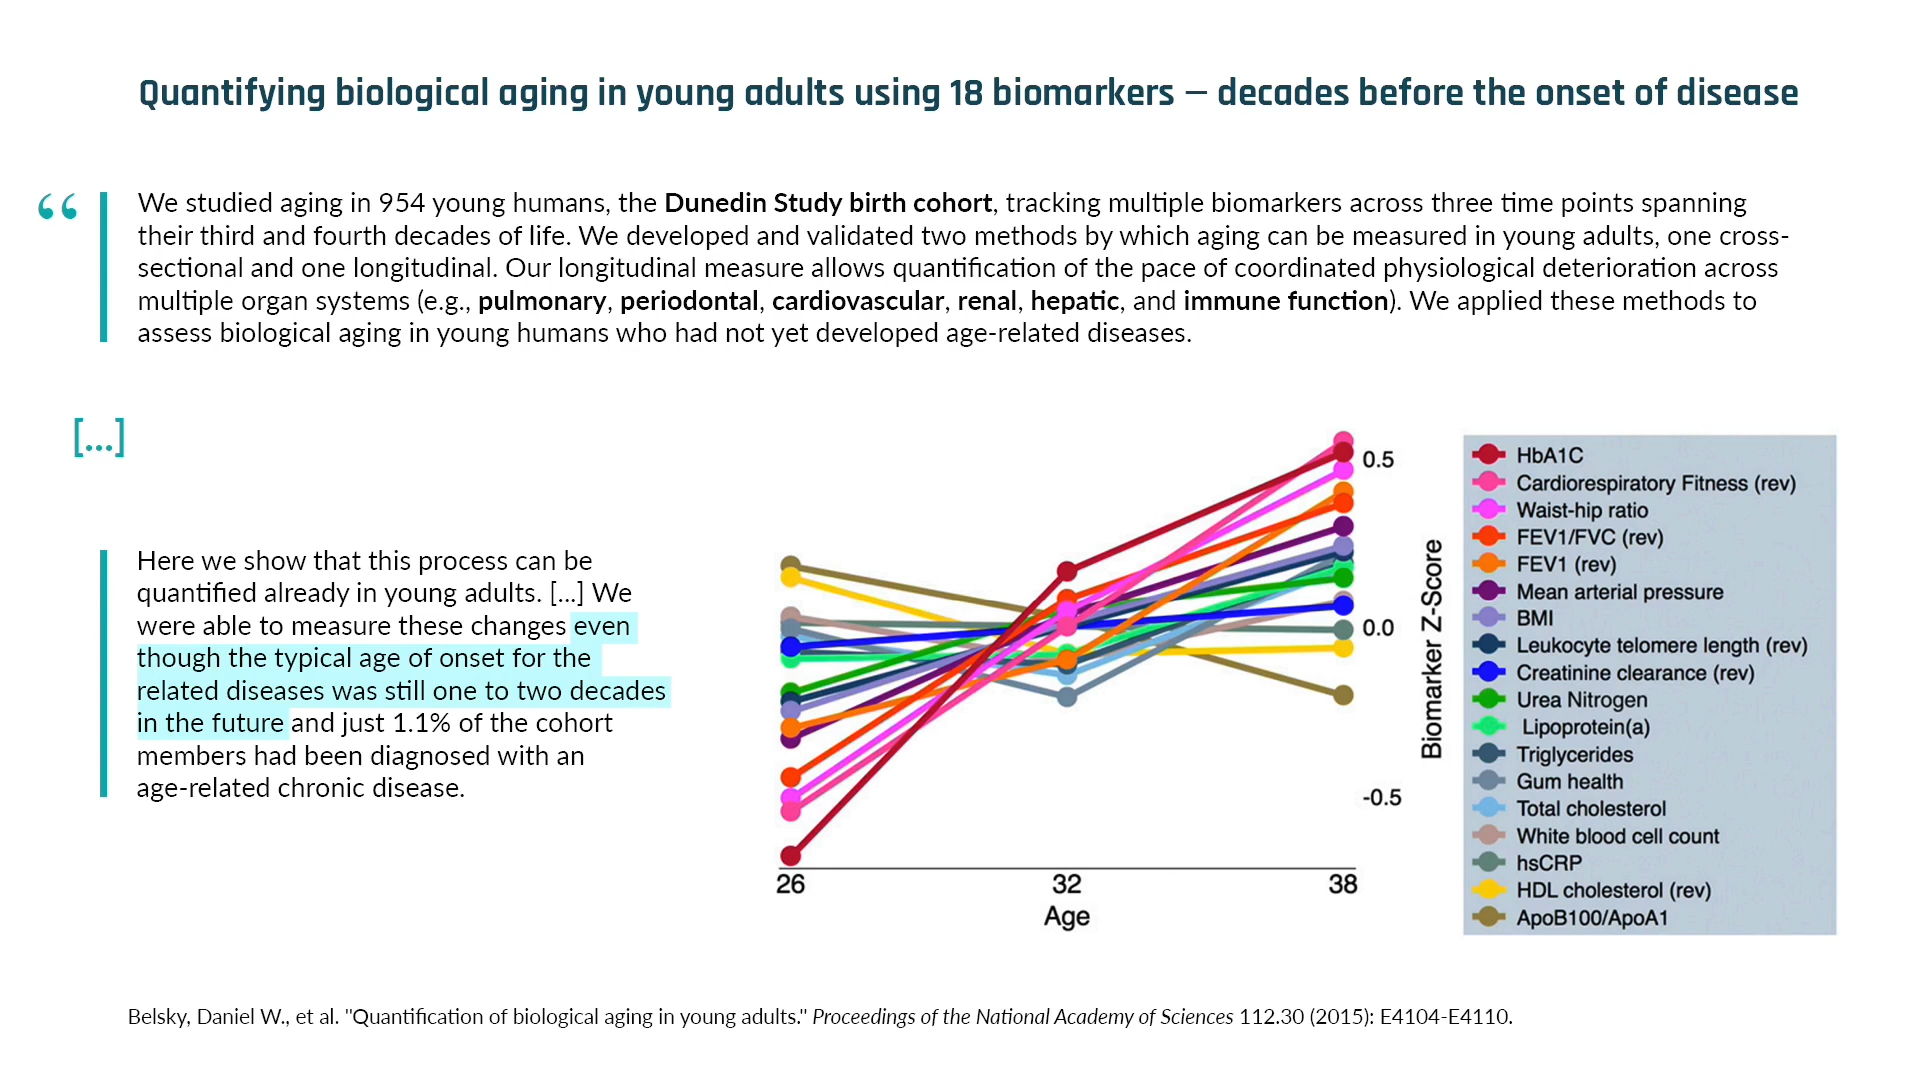 Quantifying biological aging in young adults using 18 biomarkers — decades before the onset of disease
“
We studied aging in 954 young humans, the Dunedin Study birth cohort, tracking multiple biomarkers across three time points spanning
their third and fourth decades of life. We developed and validated two methods by which aging can be measured in young adults, one cross-
sectional and one longitudinal. Our longitudinal measure allows quantification of the pace of coordinated physiological deterioration across
multiple organ systems (e.g., pulmonary, periodontal, cardiovascular, renal, hepatic, and immune function). We applied these methods to
assess biological aging in young humans who had not yet developed age-related diseases.
[...]
Here we show that this process can be
quantified already in young adults. [...] We
were able to measure these changes even
though the typical age of onset for the
related diseases was still one to two decades
in the future and just 1.1% of the cohort
members had been diagnosed with an
age-related chronic disease.
0.5
0.0
-0.5
Biomarker Z-Score
26
32
38
Age
HbA1C
Cardiorespiratory Fitness (rev)
Waist-hip ratio
FEV1/FVC (rev)
FEV1 (rev)
Mean arterial pressure
BMI
Leukocyte telomere length (rev)
Creatinine clearance (rev)
Urea Nitrogen
Lipoprotein(a)
Triglycerides
Gum health
Total cholesterol
White blood cell count
hsCRP
HDL cholesterol (rev)
ApoB100/ApoA1
Belsky, Daniel W., et al. "Quantification of biological aging in young adults." Proceedings of the National Academy of Sciences 112.30 (2015): E4104-E4110.